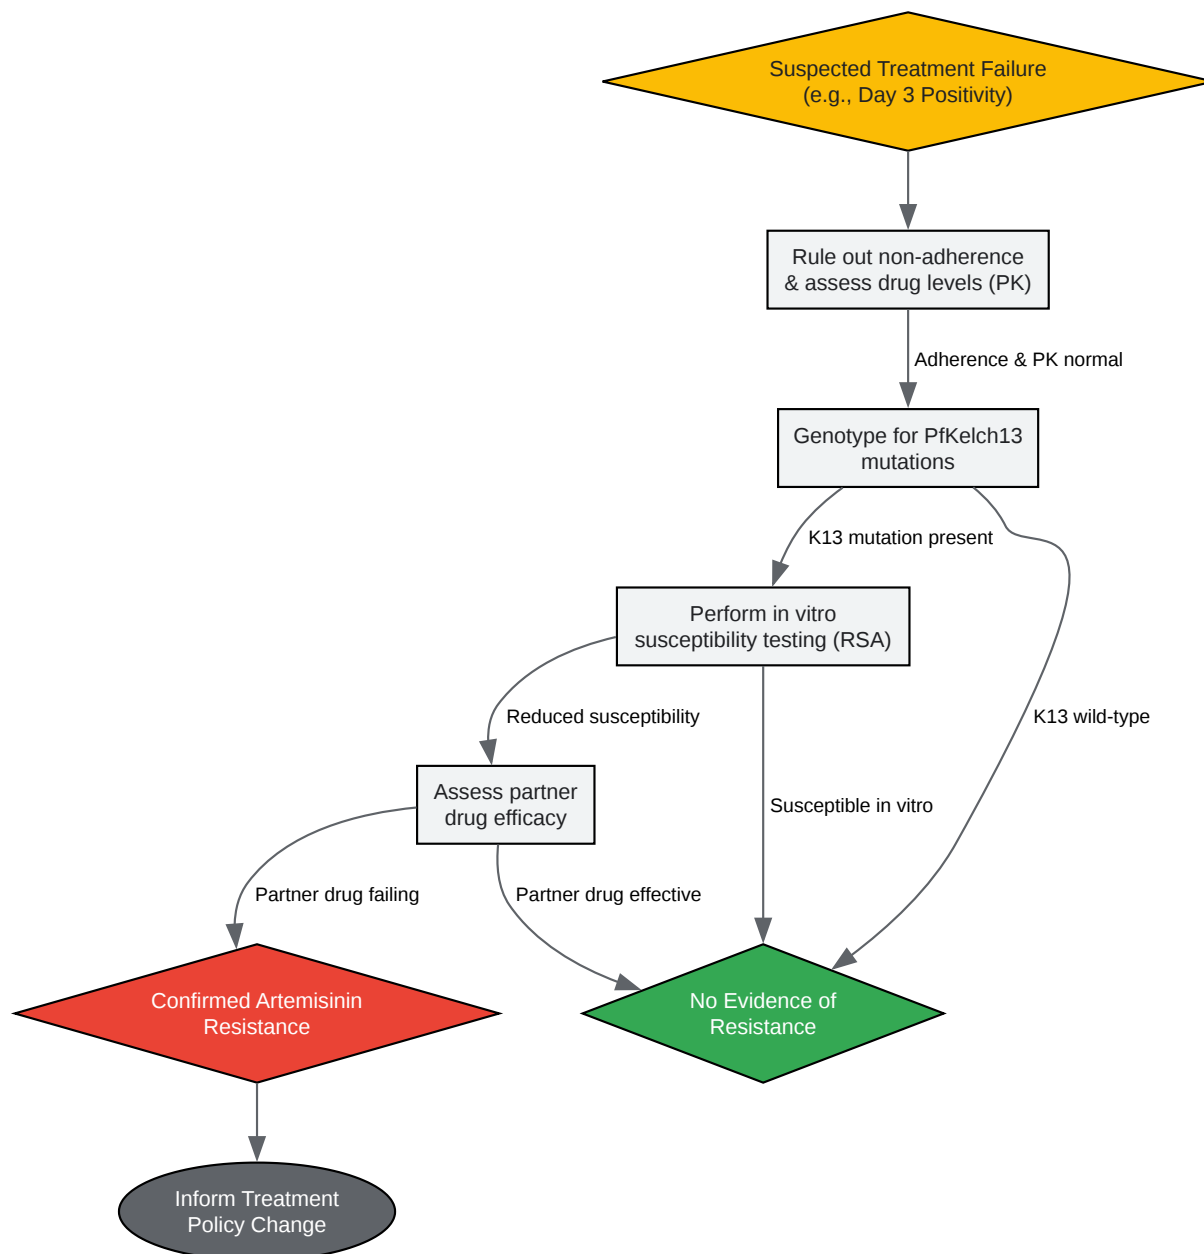 Suspected Treatment Failure
(e.g., Day 3 Positivity)
Rule out non-adherence
& assess drug levels (PK)
Adherence & PK normal
Genotype for PfKelch13
mutations
K13 mutation present
Perform in vitro
susceptibility testing (RSA)
Reduced susceptibility
K13 wild-type
Assess partner
drug efficacy
Susceptible in vitro
Partner drug failing
Partner drug effective
Confirmed Artemisinin
Resistance
No Evidence of
Resistance
Inform Treatment
Policy Change